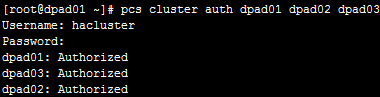 [root@dpad01 ~]# pcs cluster auth dpad01 dpad02 dpad03
Username: hacluster
Password:
dpad01: Authorized
dpad03: Authorized
dpad02: Authorized